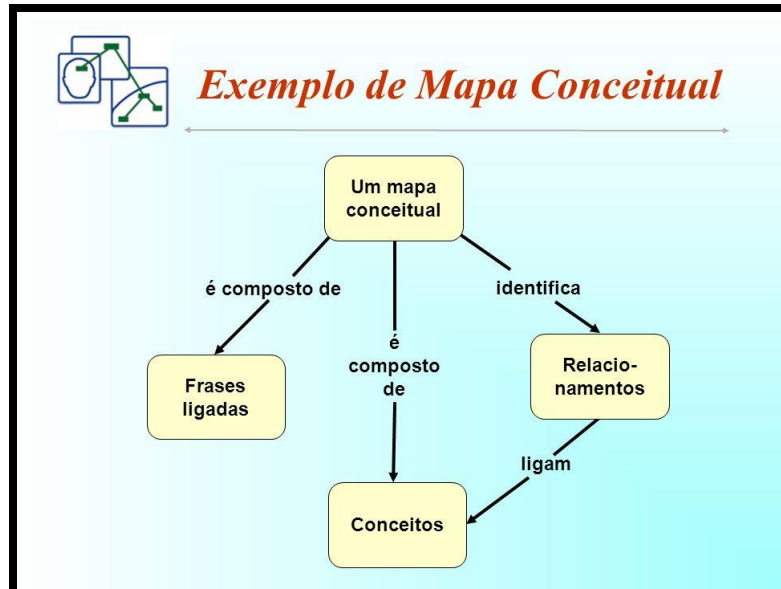 Exemplo de Mapa Conceitual
Um mapa
conceitual
é composto de
identifica
é
composto
de
Frases
ligadas
Relacio-
namentos
ligam
Conceitos